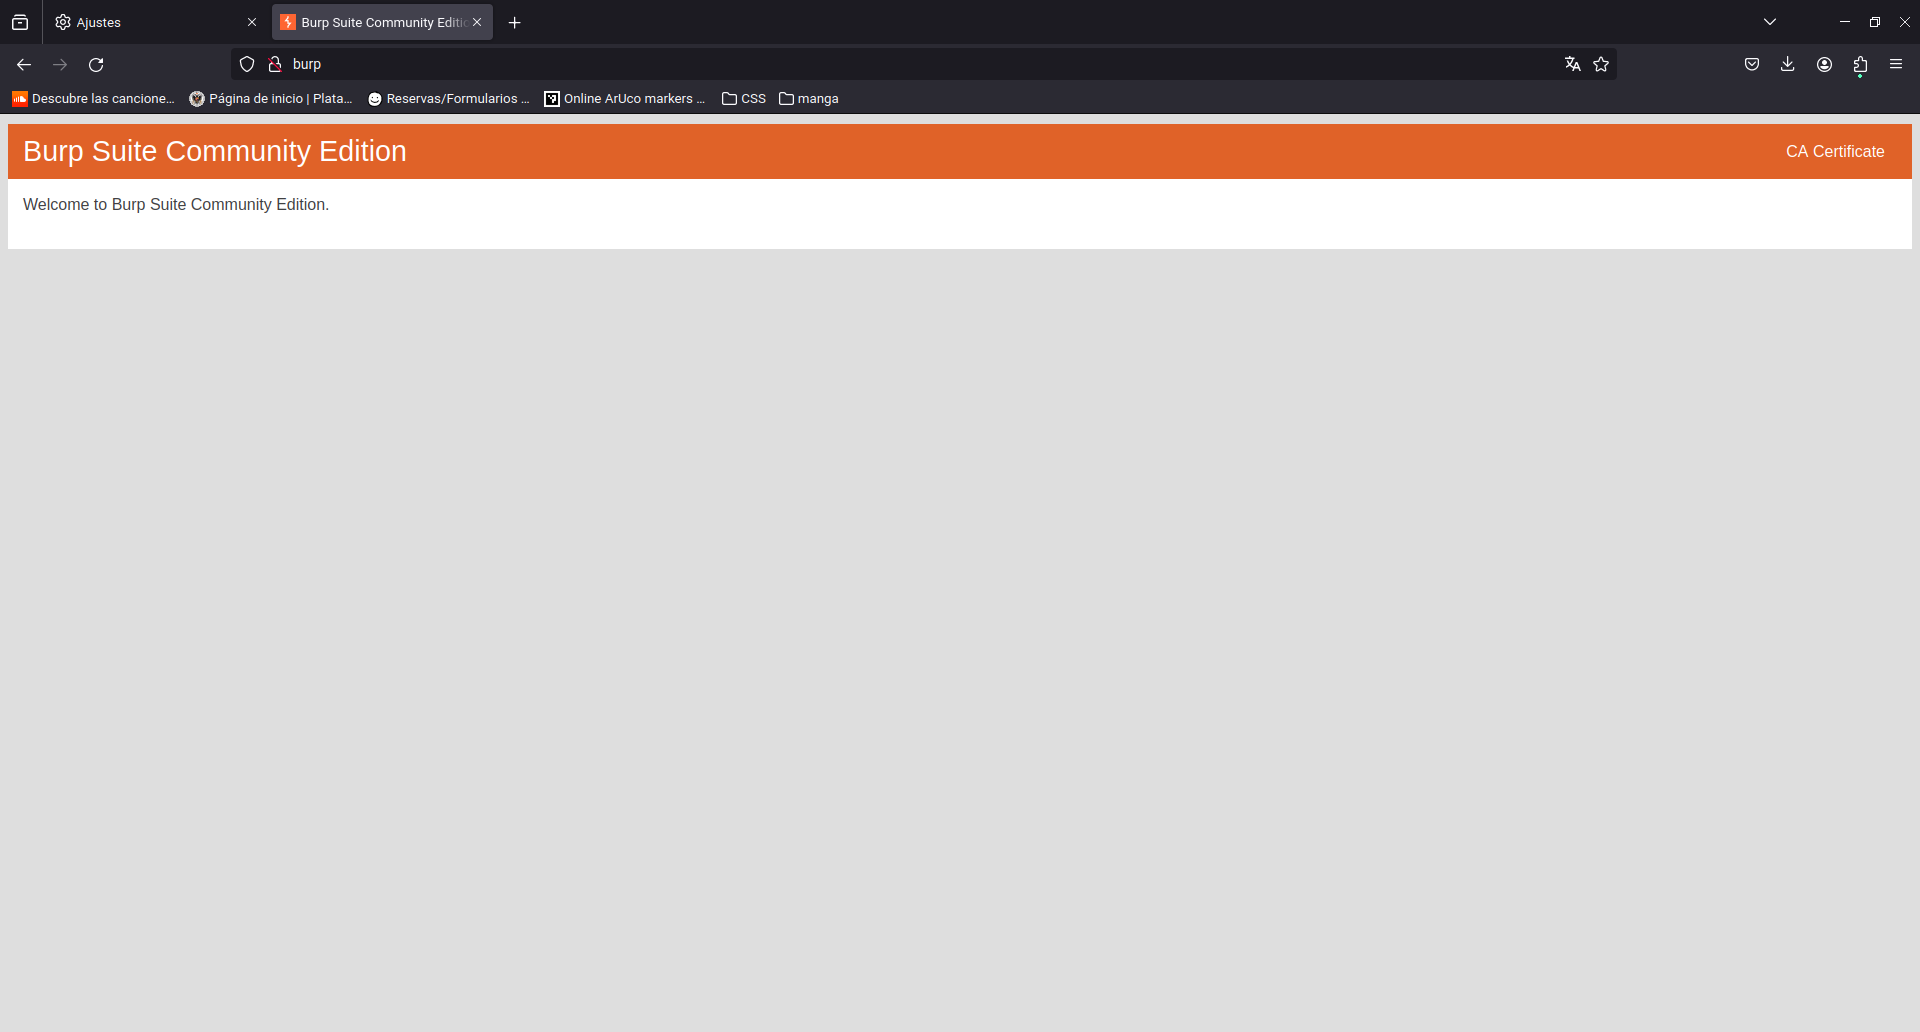 Ajustes
Burp Suite Community Editio
burp
Descubre las cancione...
Página de inicio | Plata...
Reservas/Formularios ...
Online ArUco markers ...
CSS
manga
Burp Suite Community Edition
CA Certificate
Welcome to Burp Suite Community Edition.